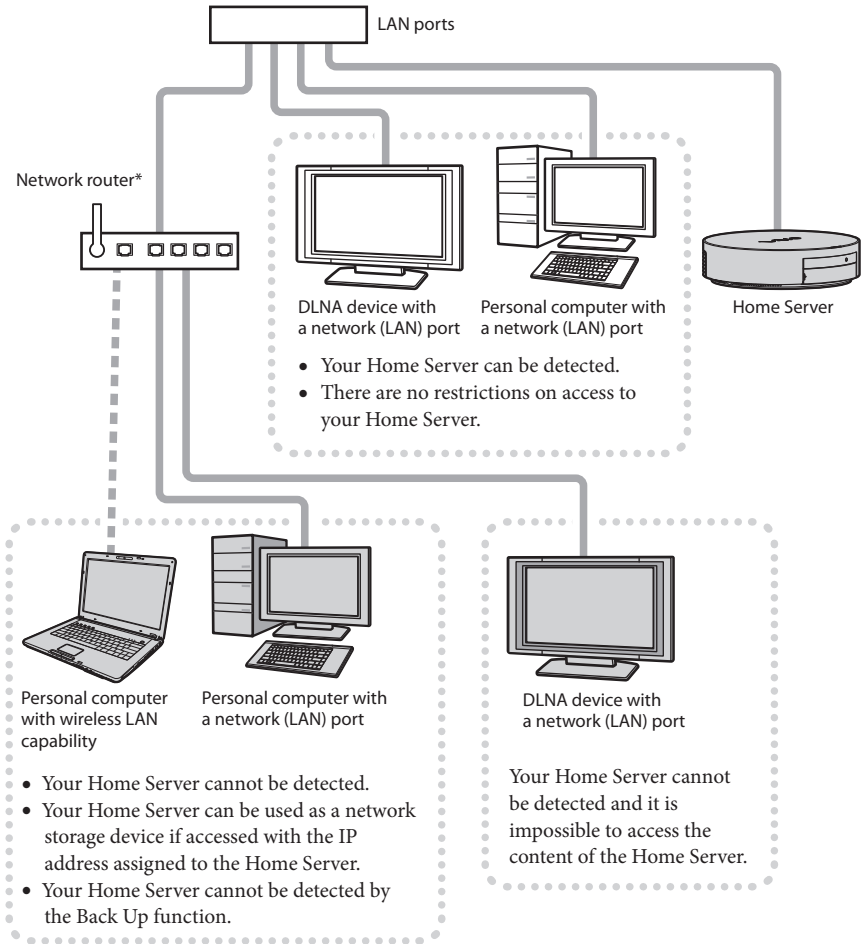 LAN ports
Network router*
DLNA device with
a network (LAN) port
Personal computer with
a network (LAN) port
Home Server
• Your Home Server can be detected.
• There are no restrictions on access to
your Home Server.
Personal computer
with wireless LAN
capability
Personal computer with
a network (LAN) port
• Your Home Server cannot be detected.
• Your Home Server can be used as a network
storage device if accessed with the IP
address assigned to the Home Server.
• Your Home Server cannot be detected by
the Back Up function.
DLNA device with
a network (LAN) port
Your Home Server cannot
be detected and it is
impossible to access the
content of the Home Server.